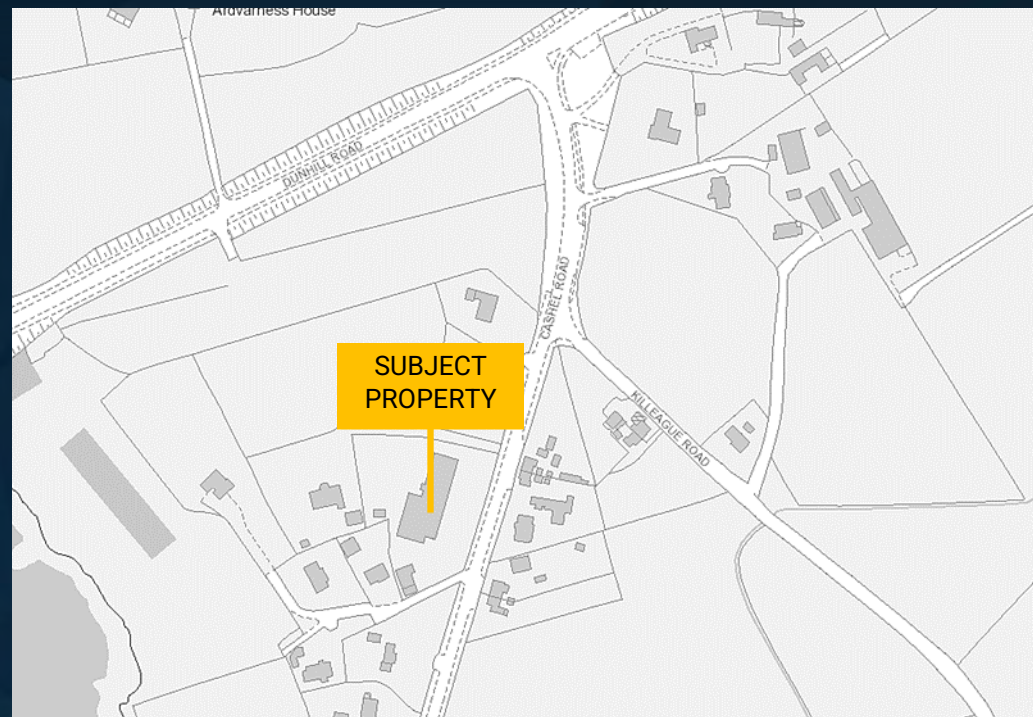 Ardvarness House
DUNHILL ROAD
CASHEL ROAD
SUBJECT
PROPERTY
KILLEAGUE ROAD